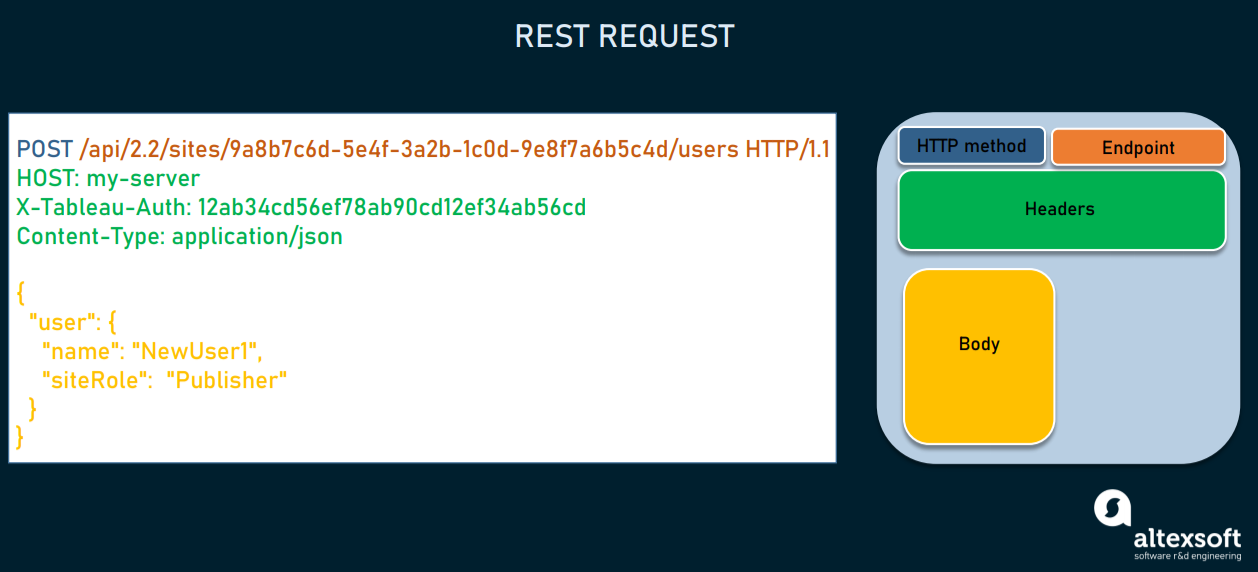 REST REQUEST
POST /api/2.2/sites/9a8b7c6d-5e4f-3a2b-1c0d-9e8f7a6b5c4d/users HTTP/1.1
HOST: my-server
X-Tableau-Auth: 12ab34cd56ef78ab90cd12ef34ab56cd
Content-Type: application/json
{
"user": {
"name": "NewUser1",
"siteRole": "Publisher"
}
}
HTTP method
Endpoint
Headers
Body
altexsoft
software r&d engineering